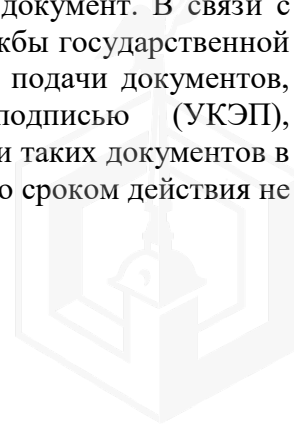 документ. В связи с
жбы государственной
подачи документов,
подписью (УКЭП),
и таких документов в
о сроком действия не